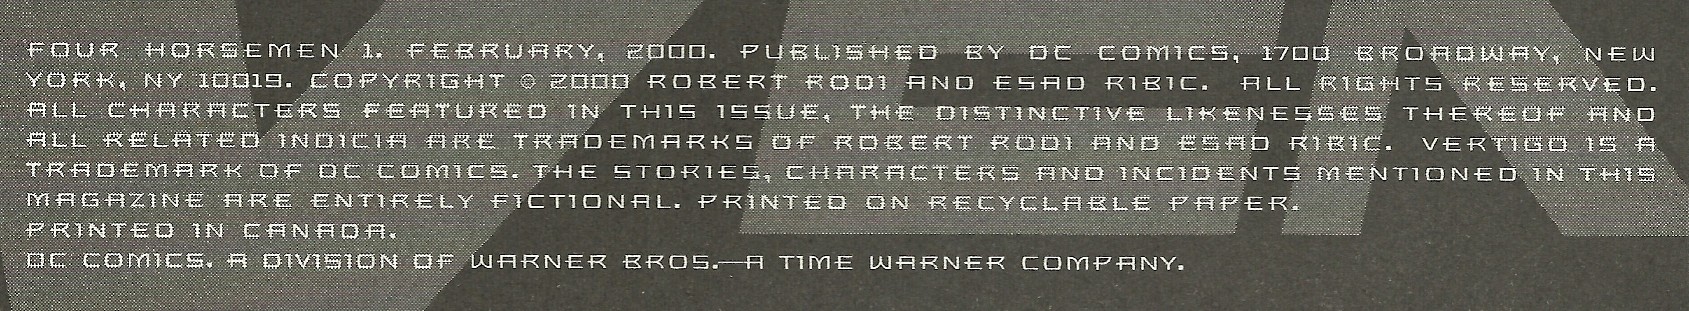 FOUR HORSEMEN 1. FEBRUARY, 2000. PUBLISHED BY DC COMICS, 1700 BROADWAY, NEW
YORK, NY 10019. COPYRIGHT © 2000 ROBERT RODI AND ESAD RIBIC. ALL RIGHTS RESERVED.
ALL CHARACTERS FEATURED IN THIS ISSUE, THE DISTINCTIVE LIKENESSES THEREOF AND
ALL RELATED INDICIA ARE TRADEMARKS OF ROBERT RODI AND ESAD RIBIC. VERTIGO IS A
TRADEMARK OF DC COMICS. THE STORIES, CHARACTERS AND INCIDENTS MENTIONED IN THIS
MAGAZINE ARE ENTIRELY FICTIONAL. PRINTED ON RECYCLABLE PAPER.
PRINTED IN CANADA.
DC COMICS. A DIVISION OF WARNER BROS.—A TIME WARNER COMPANY.